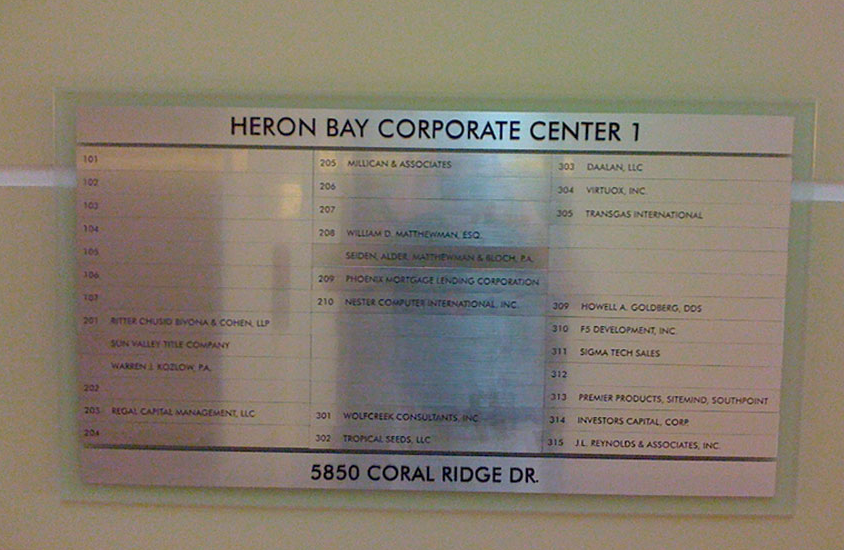 HERON BAY CORPORATE CENTER 1
101
102
103
104
105
106
107
201 RITTER CHUSID BIVONA & COHEN, LLP
SUN VALLEY TITLE COMPANY
WARREN J. KOZLOW, P.A.
202
203 REGAL CAPITAL MANAGEMENT, LLC
204
205 MILLICAN & ASSOCIATES
206
207
208 WILLIAM D. MATTHEWMAN, ESQ.
SEIDEN, ALDER, MATTHEWMAN & BLOCH, P.A.
209 PHOENIX MORTGAGE LENDING CORPORATION
210 NESTER COMPUTER INTERNATIONAL, INC.
301 WOLFCREEK CONSULTANTS, INC
302 TROPICAL SEEDS, LLC
303 DAALAN, LLC
304 VIRTUOX, INC.
305 TRANSGAS INTERNATIONAL
309 HOWELL A. GOLDBERG, DDS
310 F5 DEVELOPMENT, INC
311 SIGMA TECH SALES
312
313 PREMIER PRODUCTS, SITEMIND, SOUTHPOINT
314 INVESTORS CAPITAL, CORP.
315 J.L. REYNOLDS & ASSOCIATES, INC.
5850 CORAL RIDGE DR.